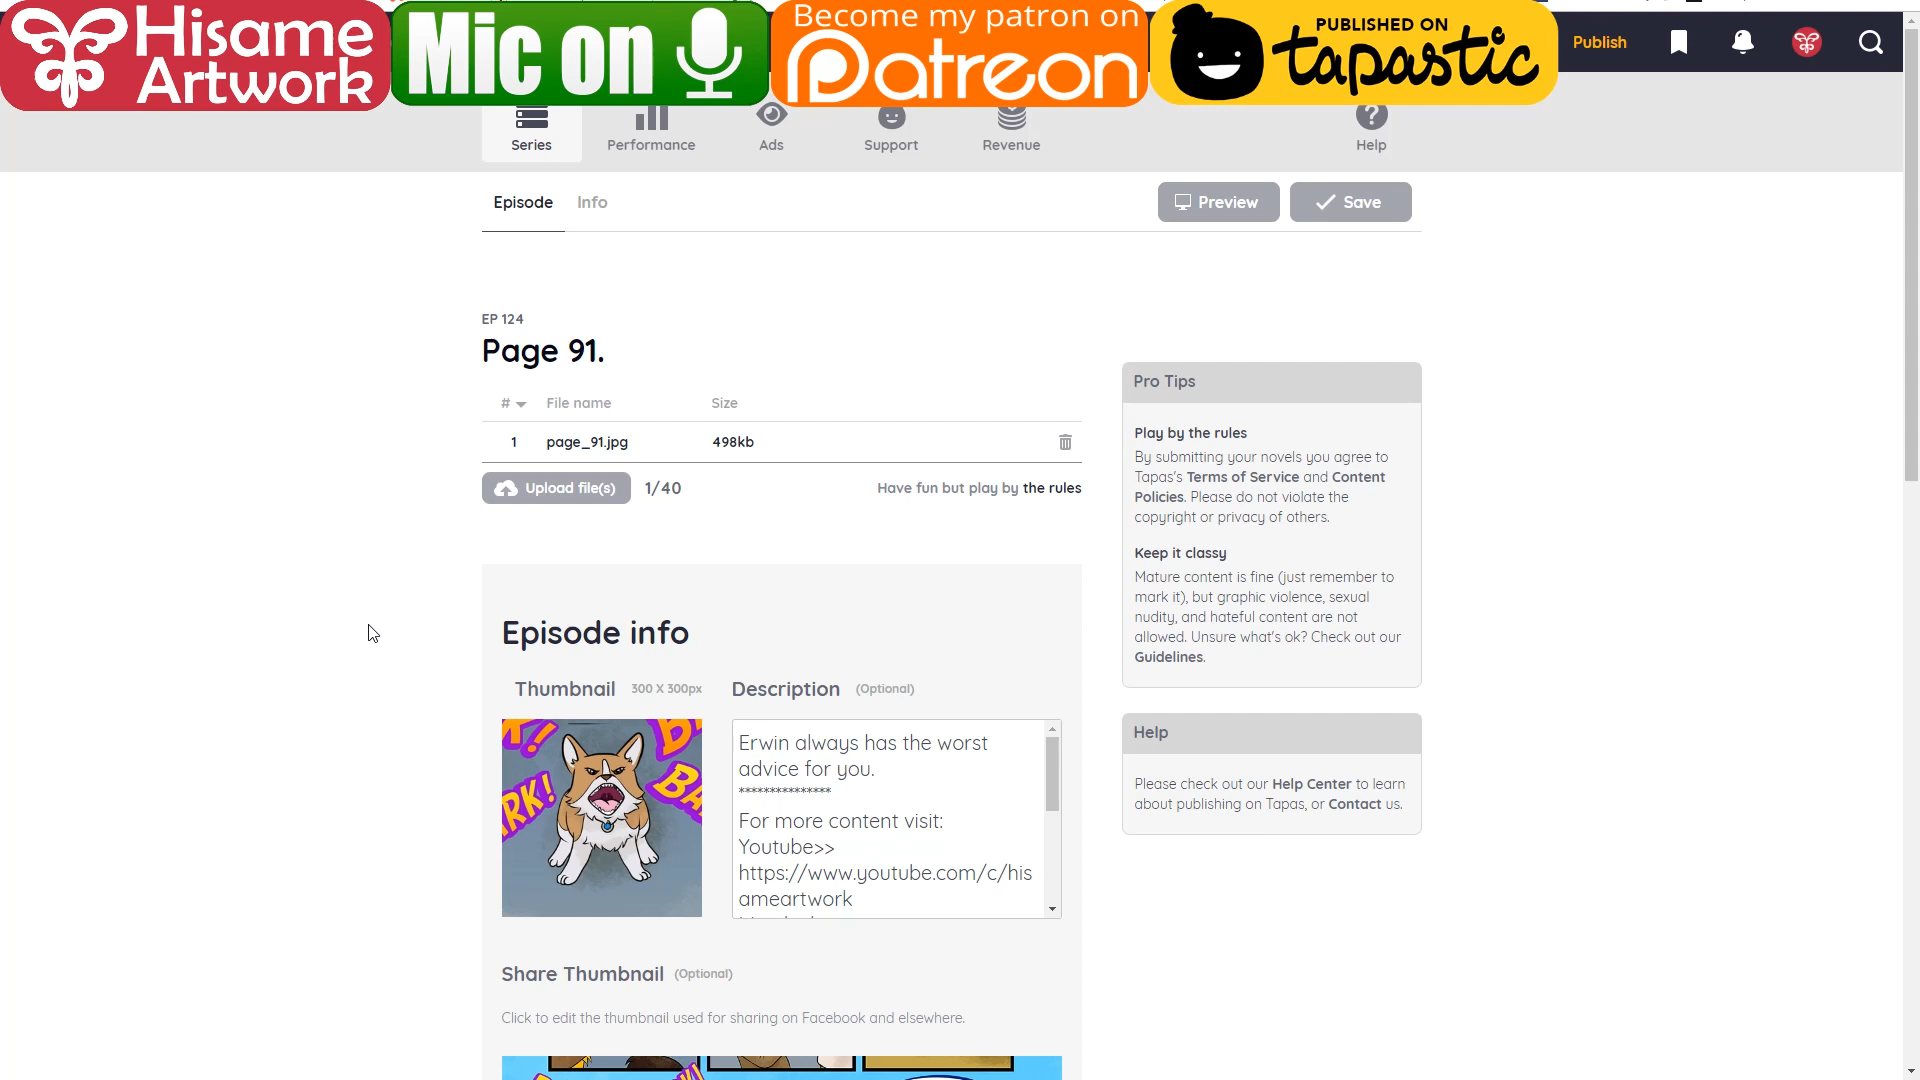 Hisame
Artwork
Mic on
Become my patron on
Patreon
PUBLISHED ON
tapastic
Publish
Series
Performance
Ads
Support
Revenue
Help
Episode
Info
Preview
Save
EP 124
Page 91.
# File name Size
1 page_91.jpg 498kb
Upload file(s)
1/40
Have fun but play by the rules
Pro Tips
Play by the rules
By submitting your novels you agree to
Tapas's Terms of Service and Content
Policies. Please do not violate the
copyright or privacy of others.
Keep it classy
Mature content is fine (just remember to
mark it), but graphic violence, sexual
nudity, and hateful content are not
allowed. Unsure what's ok? Check out our
Guidelines.
Help
Please check out our Help Center to learn
about publishing on Tapas, or Contact us.
Episode info
Thumbnail 300 X 300px
Description (Optional)
Erwin always has the worst
advice for you.
***************
For more content visit:
Youtube>>
https://www.youtube.com/c/his
ameartwork
Share Thumbnail (Optional)
Click to edit the thumbnail used for sharing on Facebook and elsewhere.